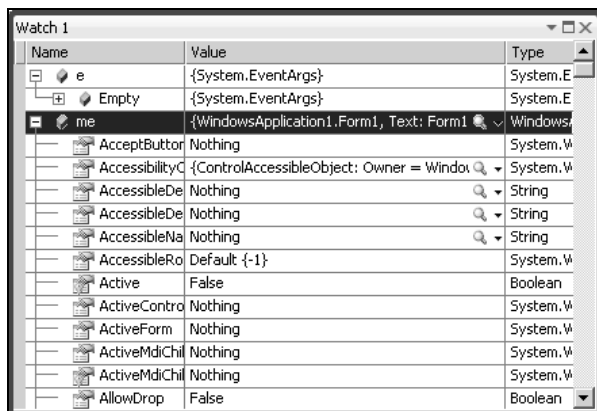 Watch 1
Name Value Type
e {System.EventArgs} System.E
Empty {System.EventArgs} System.E
me {WindowsApplication1.Form1, Text: Form1 Windows
AcceptButton Nothing System.W
AccessibilityC {ControlAccessibleObject: Owner = Window System.W
AccessibleDe Nothing String
AccessibleDe Nothing String
AccessibleNa Nothing String
AccessibleRo Default {-1} System.W
Active False Boolean
ActiveContro Nothing System.W
ActiveForm Nothing System.W
ActiveMdiChil Nothing System.W
ActiveMdiChil Nothing System.W
AllowDrop False Boolean